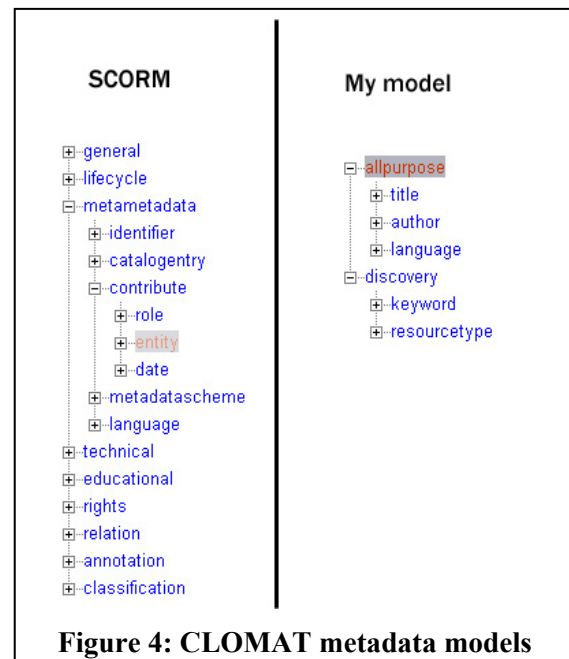 SCORM
general
lifecycle
metametadata
identifier
catalogentry
contribute
role
entity
date
metadatascheme
language
technical
educational
rights
relation
annotation
classification
My model
allpurpose
title
author
language
discovery
keyword
resourcetype
Figure 4: CLOMAT metadata models